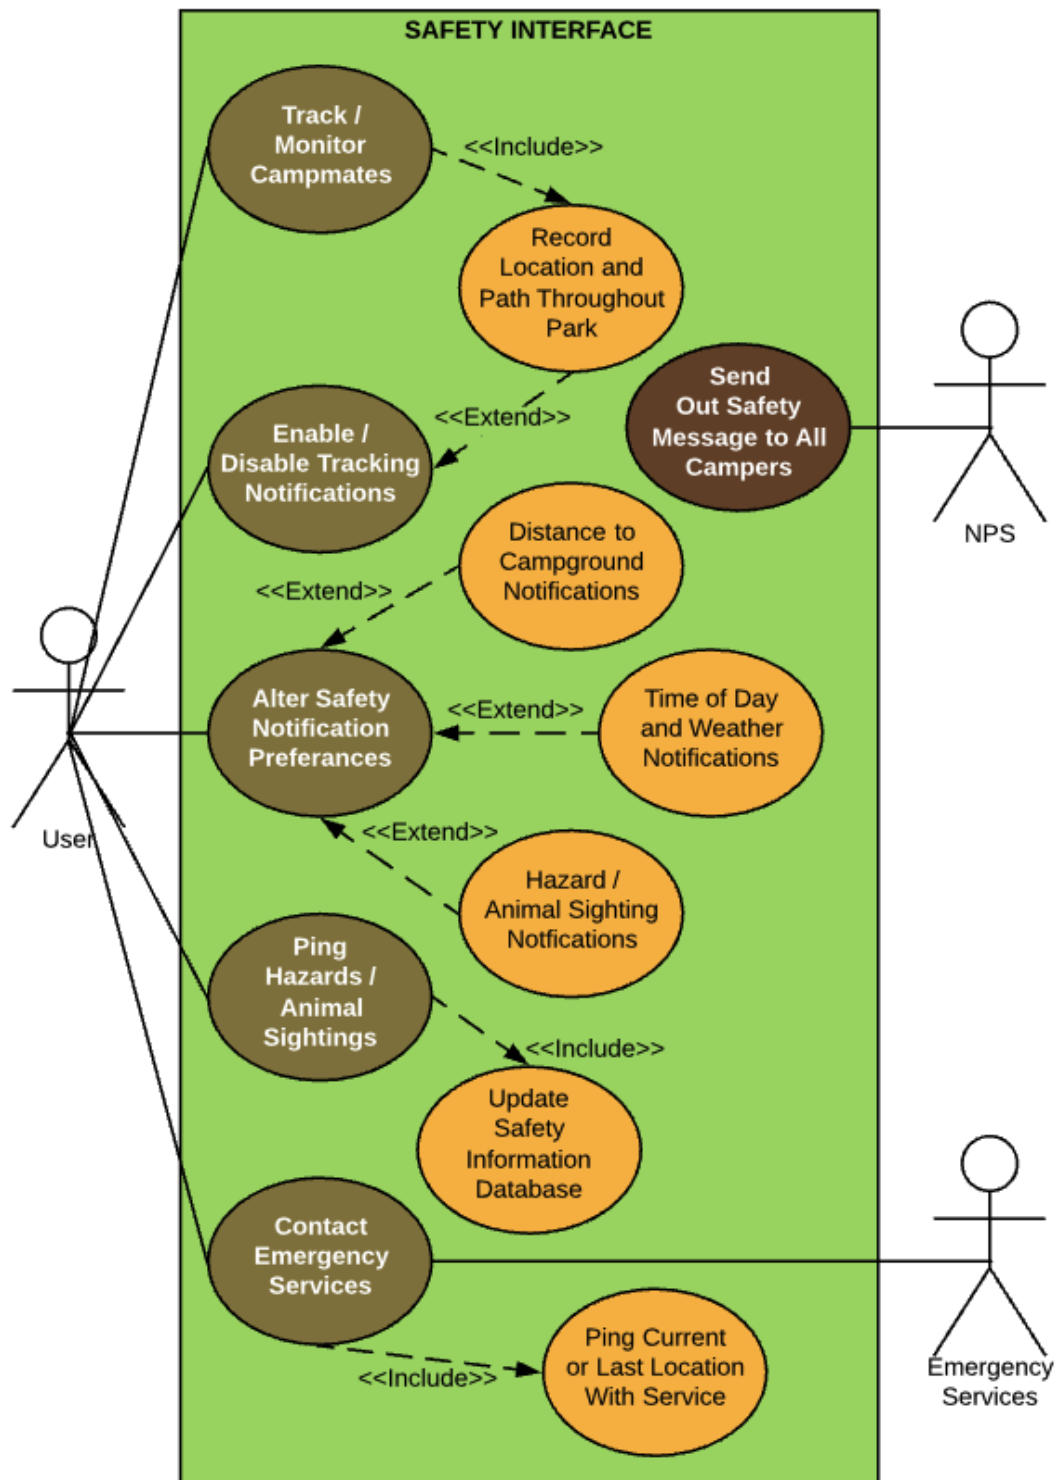 SAFETY INTERFACE
Track /
Monitor
Campmates
<<Include>>
Record
Location and
Path Throughout
Park
Send
Out Safety
Message to All
Campers
NPS
<<Extend>>
Enable /
Disable Tracking
Notifications
Distance to
Campground
Notifications
<<Extend>>
Alter Safety
Notification
Preferances
<<Extend>>
Time of Day
and Weather
Notifications
User
<<Extend>>
Hazard /
Animal Sighting
Notfications
Ping
Hazards /
Animal
Sightings
<<Include>>
Update
Safety
Information
Database
Contact
Emergency
Services
<<Include>>
Ping Current
or Last Location
With Service
Emergency
Services